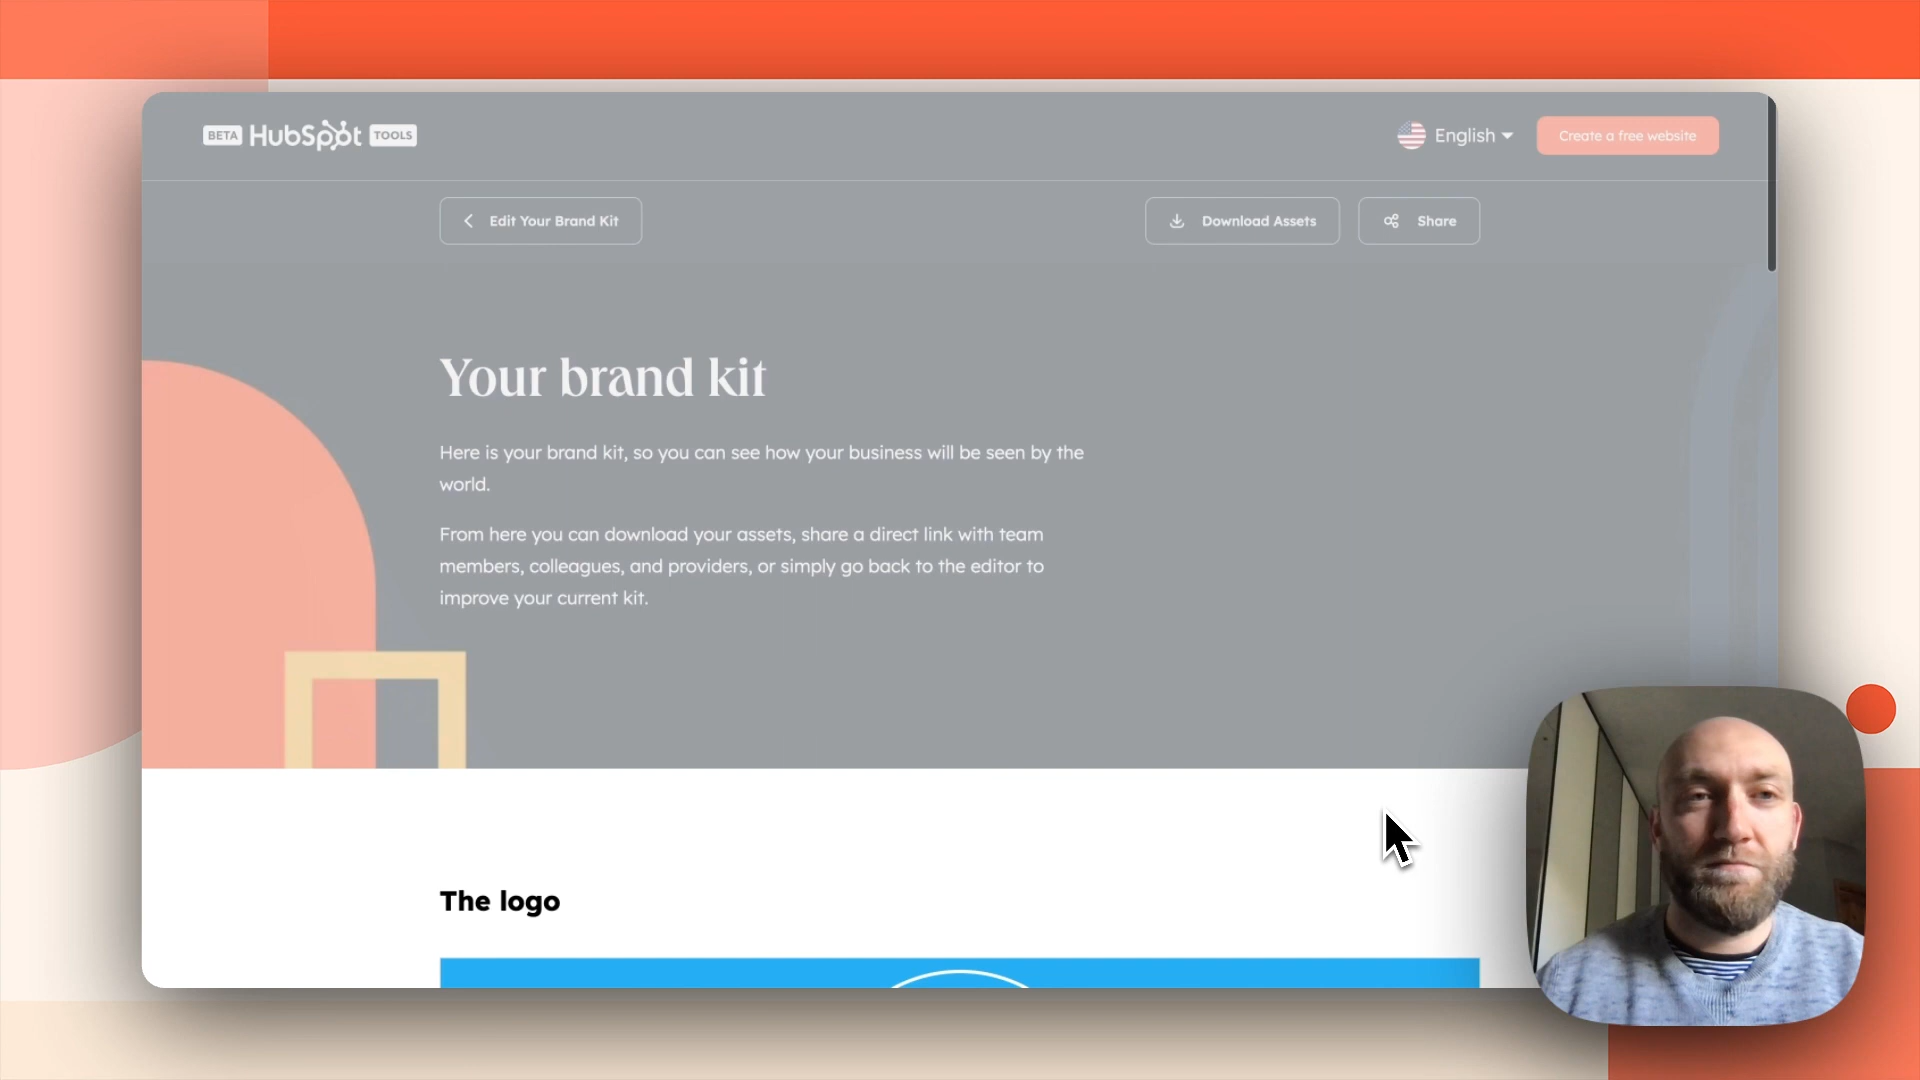 BETA HubSpot TOOLS
English
Create a free website
Edit Your Brand Kit
Download Assets
Share
Your brand kit
Here is your brand kit, so you can see how your business will be seen by the
world.
From here you can download your assets, share a direct link with team
members, colleagues, and providers, or simply go back to the editor to
improve your current kit.
The logo